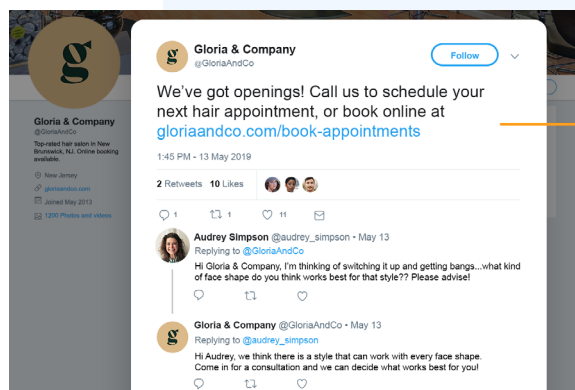 g
Gloria & Company
@GloriaAndCo
Top-rated hair salon in New
Brunswick, NJ. Online booking
available.
New Jersey
gloriaandco.com
Joined May 2013
1200 Photos and videos
g
Gloria & Company
@GloriaAndCo
Follow
We've got openings! Call us to schedule your
next hair appointment, or book online at
gloriaandco.com/book-appointments
1:45 PM - 13 May 2019
2 Retweets 10 Likes
1 1 11
Audrey Simpson @audrey_simpson • May 13
Replying to @GloriaAndCo
Hi Gloria & Company, I'm thinking of switching it up and getting bangs...what kind
of face shape do you think works best for that style?? Please advise!
g
Gloria & Company @GloriaAndCo • May 13
Replying to @audrey_simpson
Hi Audrey, we think there is a style that can work with every face shape.
Come in for a consultation and we can decide what works best for you!